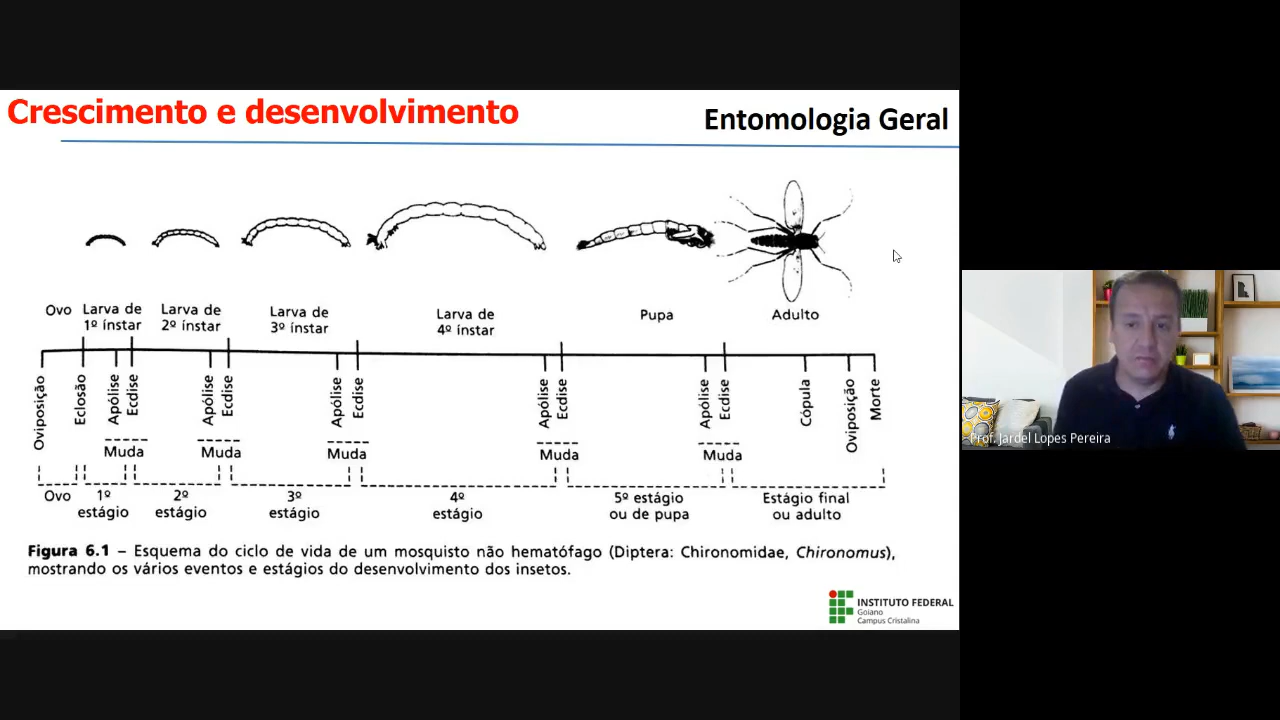 Crescimento e desenvolvimento
Entomologia Geral
Ovo
Larva de
1º ínstar
Larva de
2º ínstar
Larva de
3º ínstar
Larva de
4º ínstar
Pupa
Adulto
Oviposição
Eclosão
Apólise
Ecdise
Apólise
Ecdise
Apólise
Ecdise
Apólise
Ecdise
Apólise
Ecdise
Cópula
Oviposição
Morte
Muda
Muda
Muda
Muda
Muda
Ovo
1º
estágio
2º
estágio
3º
estágio
4º
estágio
5º estágio
ou de pupa
Estágio final
ou adulto
Figura 6.1 – Esquema do ciclo de vida de um mosquisto não hematófago (Diptera: Chironomidae, Chironomus),
mostrando os vários eventos e estágios do desenvolvimento dos insetos.
INSTITUTO FEDERAL
Goiano
Campus Cristalina
Prof. Jardel Lopes Pereira